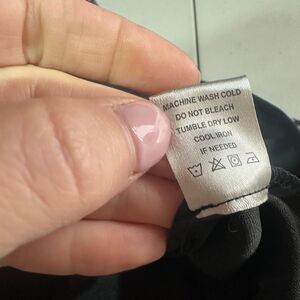 MACHINE WASH COLD
DO NOT BLEACH
TUMBLE DRY LOW
COOL IRON
IF NEEDED